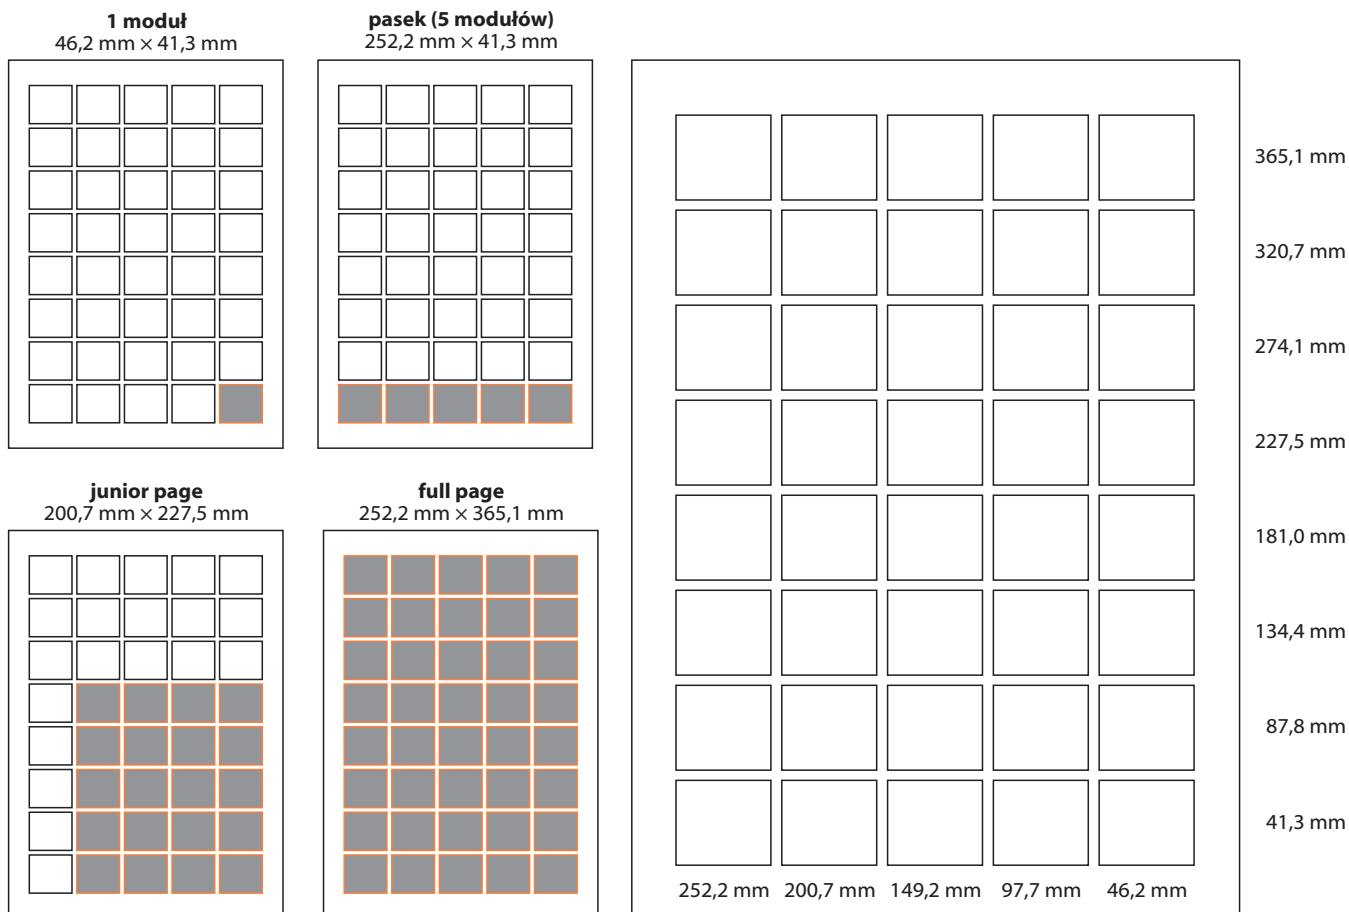 1 moduł
46,2 mm × 41,3 mm
pasek (5 modułów)
252,2 mm × 41,3 mm
junior page
200,7 mm × 227,5 mm
full page
252,2 mm × 365,1 mm
365,1 mm
320,7 mm
274,1 mm
227,5 mm
181,0 mm
134,4 mm
87,8 mm
41,3 mm
252,2 mm 200,7 mm 149,2 mm 97,7 mm 46,2 mm